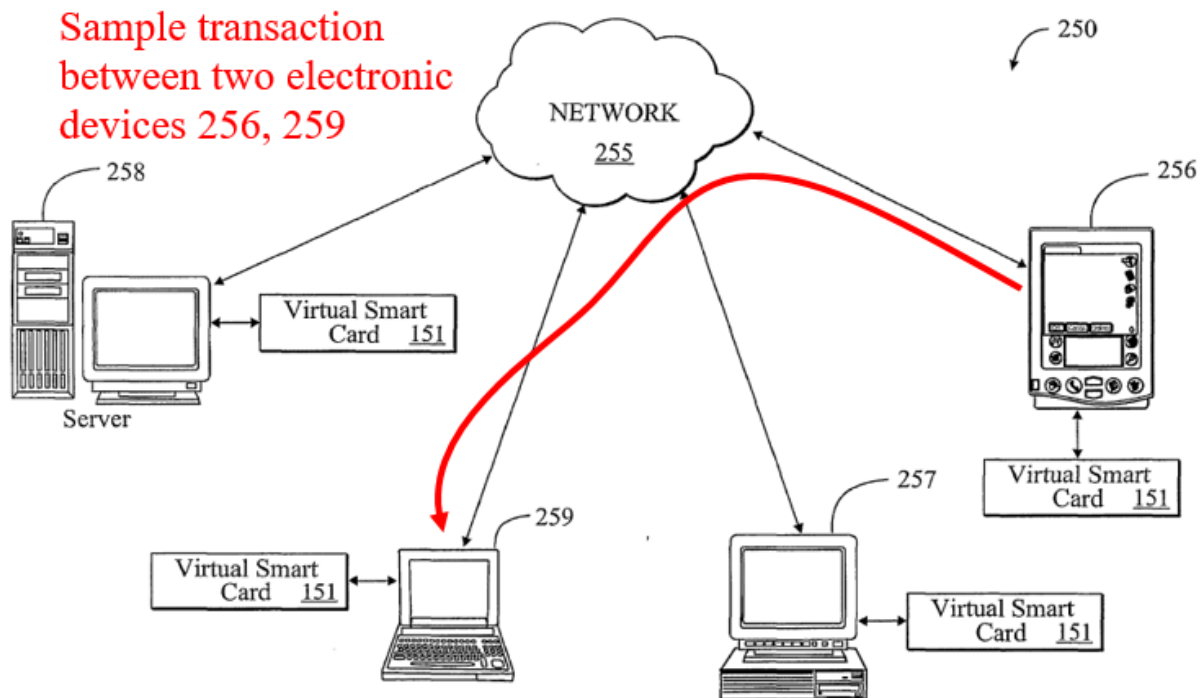 Sample transaction
between two electronic
devices 256, 259
250
NETWORK
255
258
256
Virtual Smart
Card 151
Server
Virtual Smart
Card 151
257
259
Virtual Smart
Card 151
Virtual Smart
Card 151